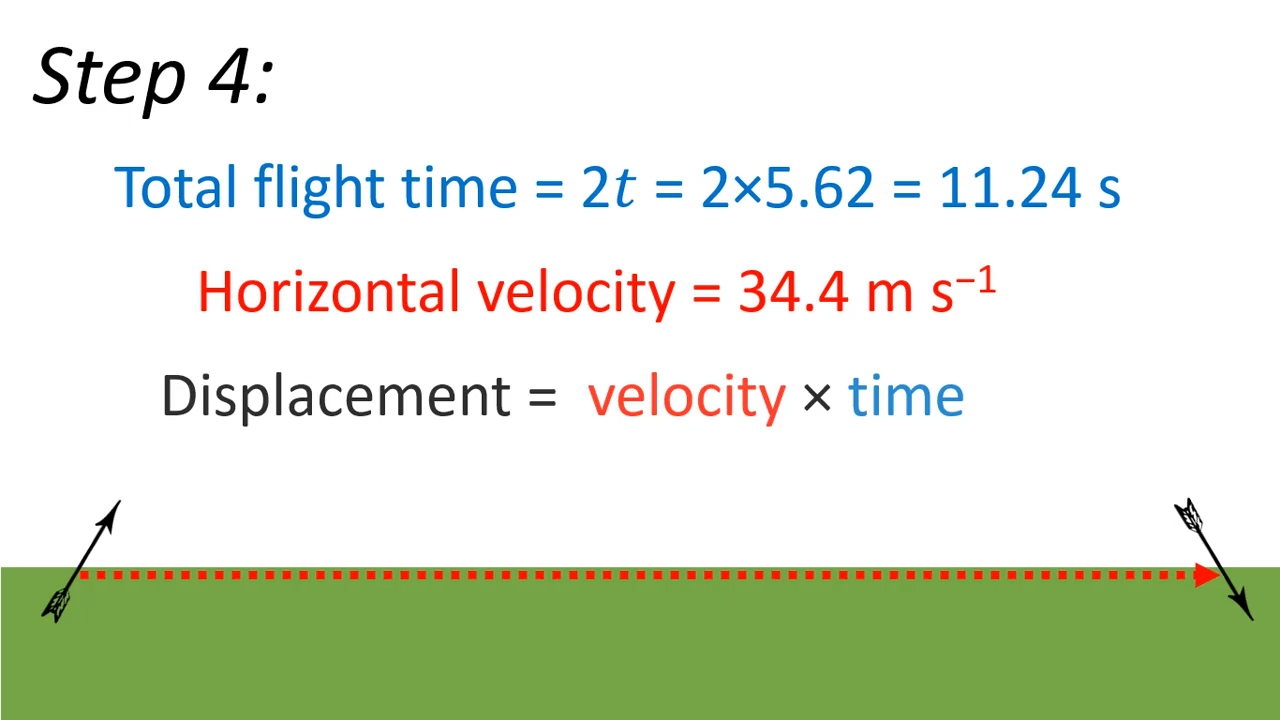 Step 4:
Total flight time = 2𝑡 = 2×5.62 = 11.24 s
Horizontal velocity = 34.4 m s⁻¹
Displacement = velocity × time